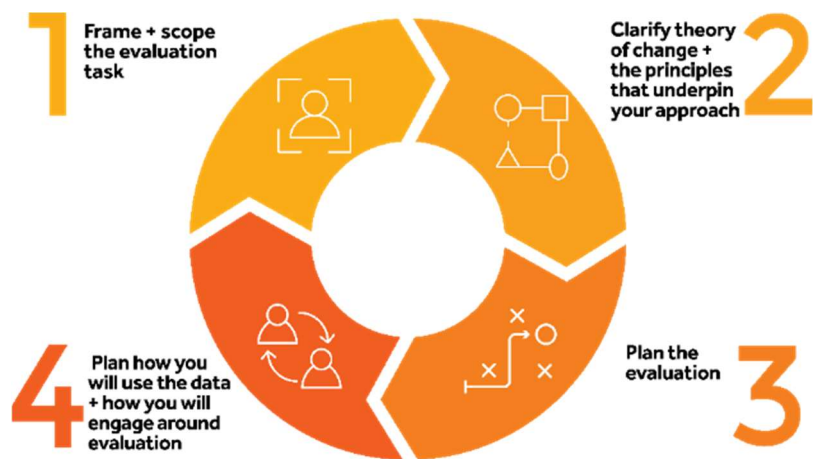 1
Frame + scope
the evaluation
task
2
Clarify theory
of change +
the principles
that underpin
your approach
3
Plan the
evaluation
4
Plan how you
will use the data
+ how you will
engage around
evaluation